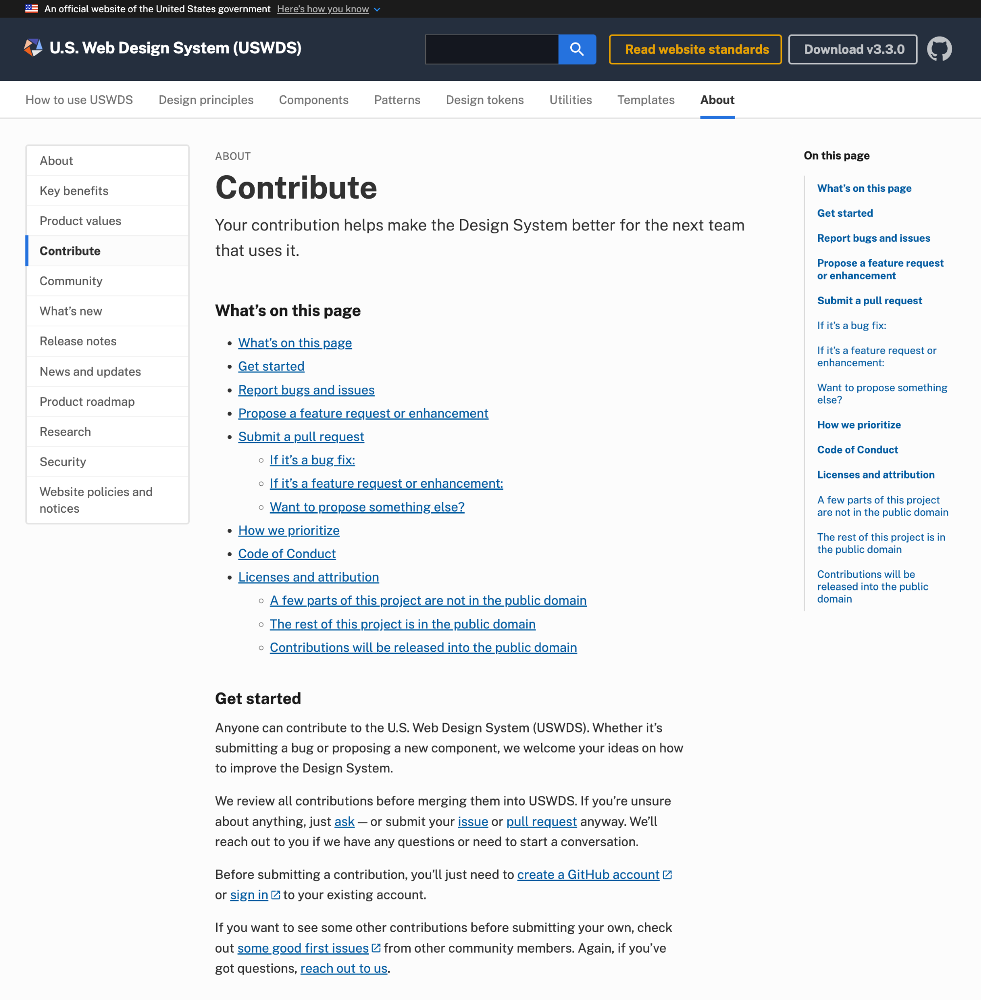 An official website of the United States government Here’s how you know
U.S. Web Design System (USWDS)
Read website standards
Download v3.3.0
How to use USWDS
Design principles
Components
Patterns
Design tokens
Utilities
Templates
About
About
Key benefits
Product values
Contribute
Community
What’s new
Release notes
News and updates
Product roadmap
Research
Security
Website policies and
notices
ABOUT
Contribute
Your contribution helps make the Design System better for the next team
that uses it.
What’s on this page
What’s on this page
Get started
Report bugs and issues
Propose a feature request or enhancement
Submit a pull request
If it’s a bug fix:
If it’s a feature request or enhancement:
Want to propose something else?
How we prioritize
Code of Conduct
Licenses and attribution
A few parts of this project are not in the public domain
The rest of this project is in the public domain
Contributions will be released into the public domain
Get started
Anyone can contribute to the U.S. Web Design System (USWDS). Whether it’s
submitting a bug or proposing a new component, we welcome your ideas on how
to improve the Design System.
We review all contributions before merging them into USWDS. If you’re unsure
about anything, just ask — or submit your issue or pull request anyway. We’ll
reach out to you if we have any questions or need to start a conversation.
Before submitting a contribution, you’ll just need to create a GitHub account
or sign in to your existing account.
If you want to see some other contributions before submitting your own, check
out some good first issues from other community members. Again, if you’ve
got questions, reach out to us.
On this page
What’s on this page
Get started
Report bugs and issues
Propose a feature request
or enhancement
Submit a pull request
If it’s a bug fix:
If it’s a feature request or
enhancement:
Want to propose something
else?
How we prioritize
Code of Conduct
Licenses and attribution
A few parts of this project
are not in the public domain
The rest of this project is in
the public domain
Contributions will be
released into the public
domain